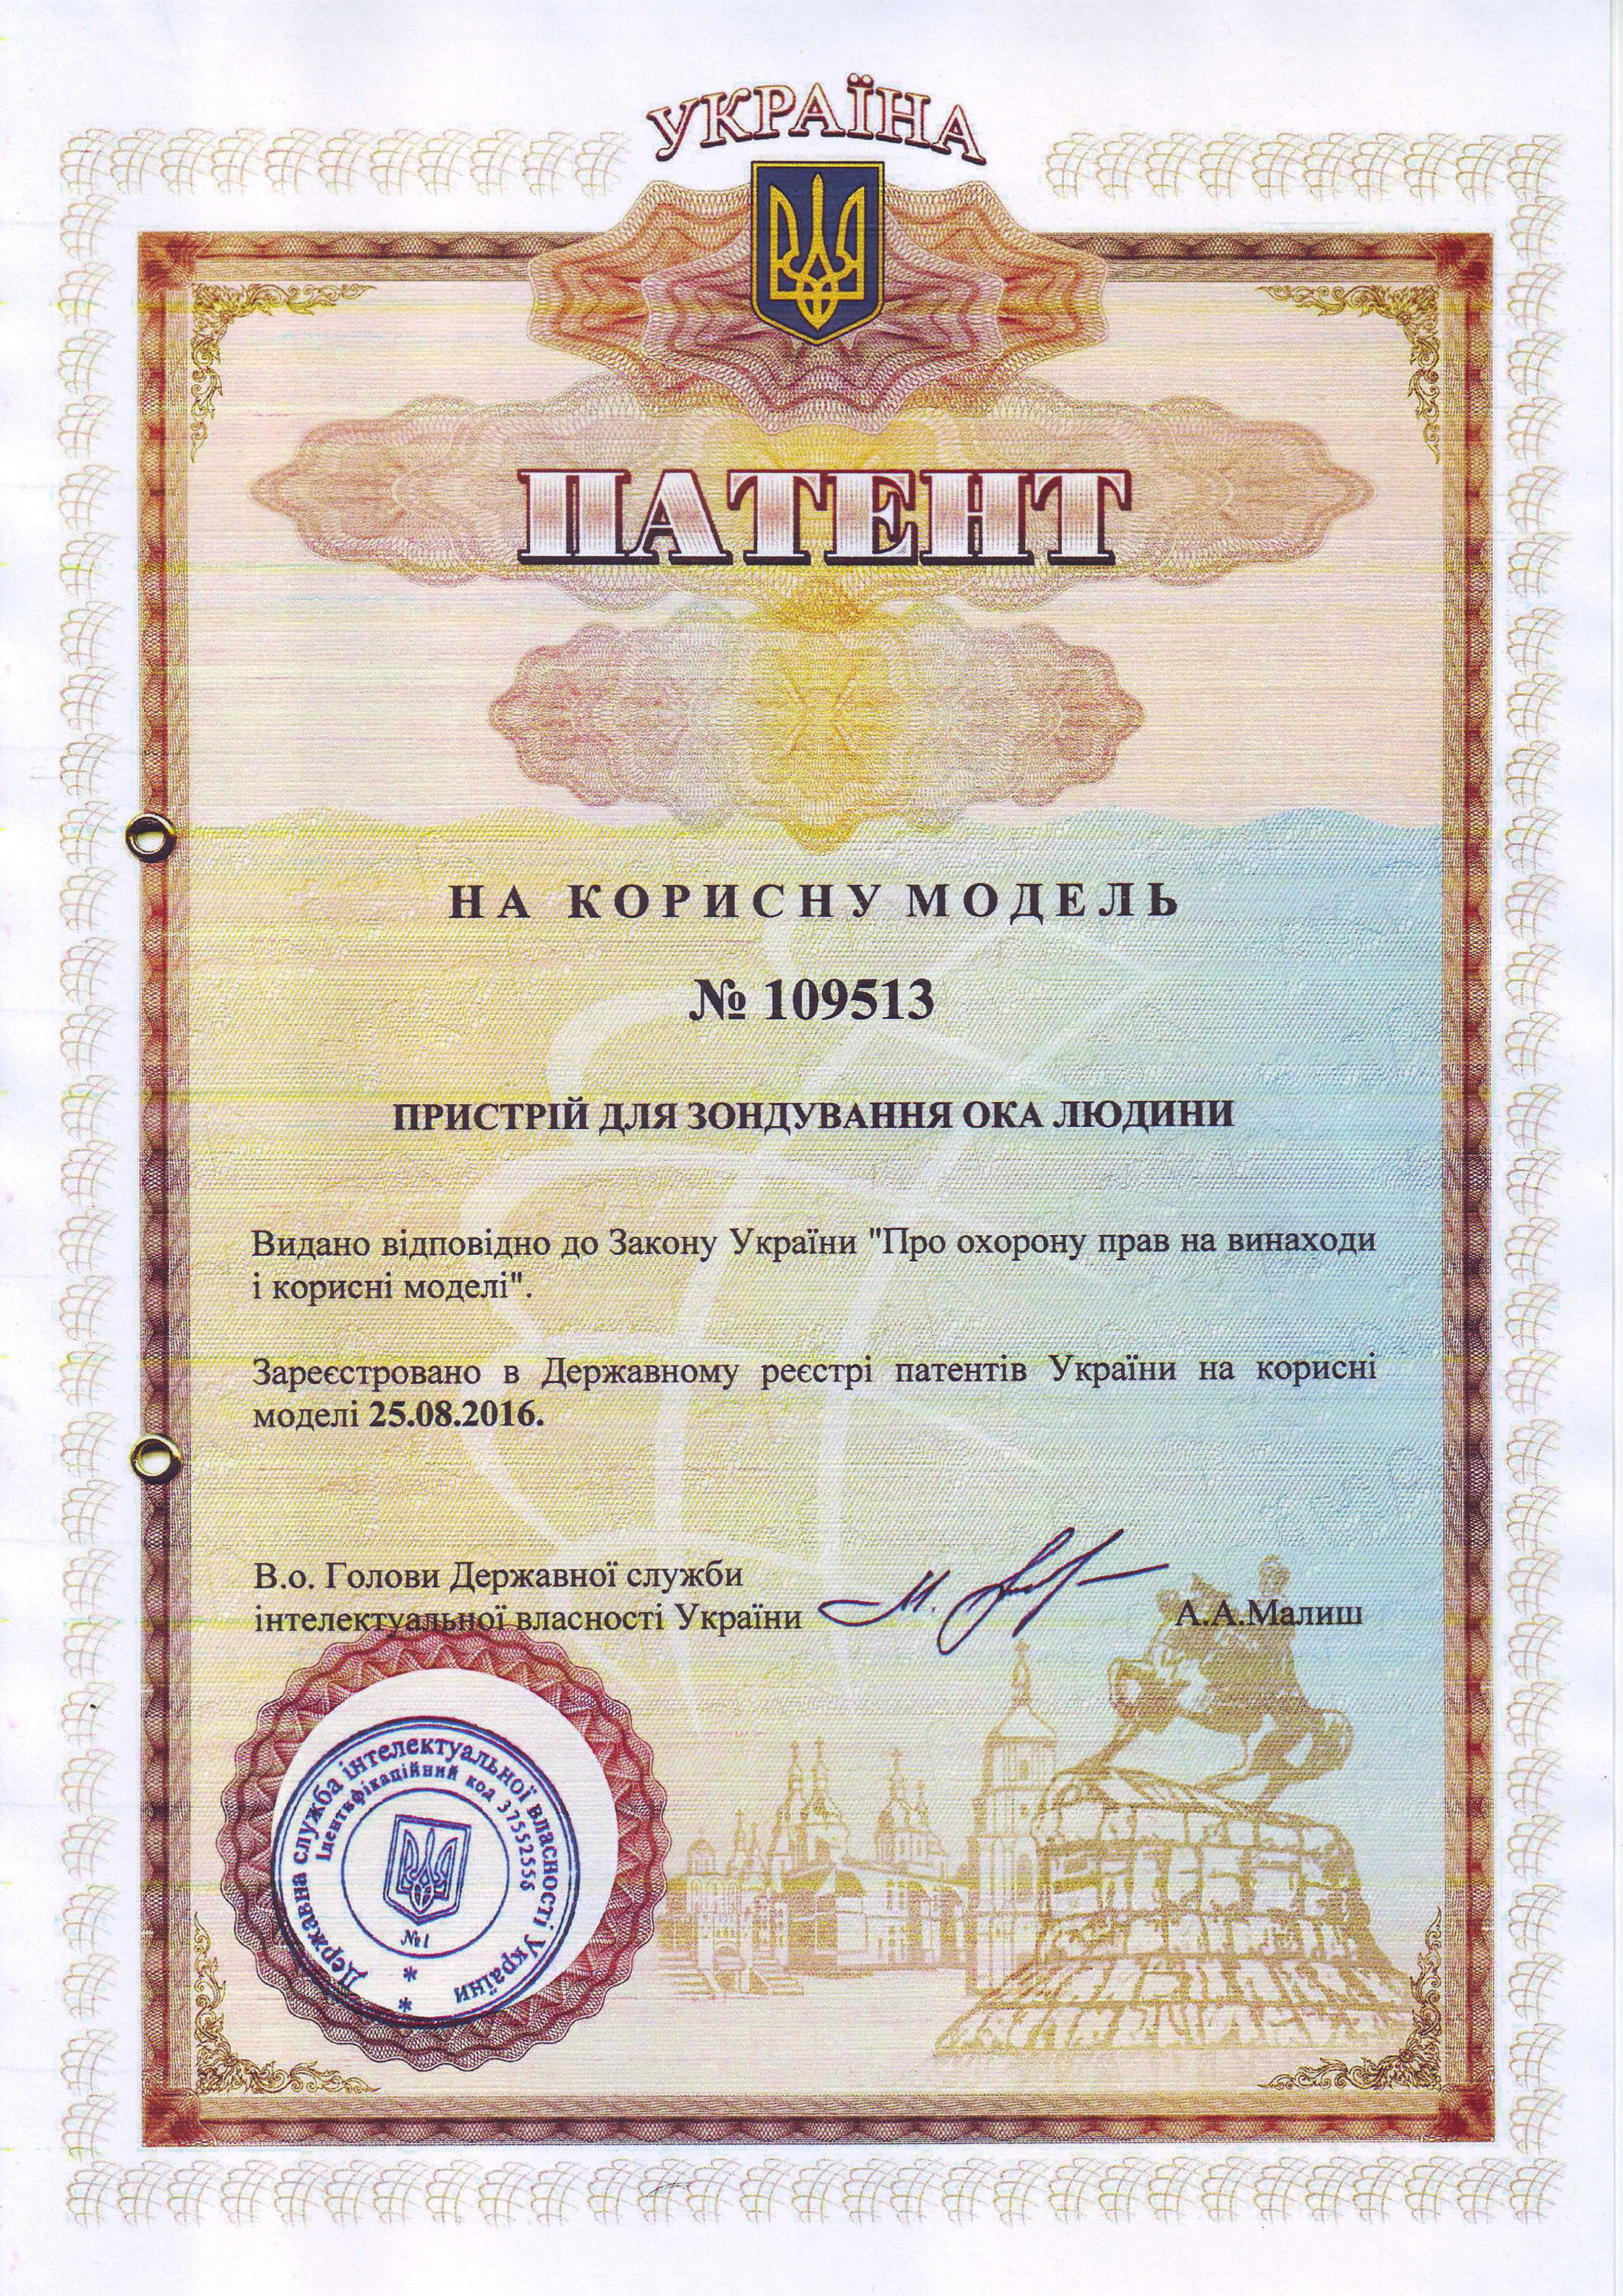 УКРАЇНА
ПАТЕНТ
НА КОРИСНУ МОДЕЛЬ
№ 109513
ПРИСТРІЙ ДЛЯ ЗОНДУВАННЯ ОКА ЛЮДИНИ
Видано відповідно до Закону України "Про охорону прав на винаходи
і корисні моделі".
Зареєстровано в Державному реєстрі патентів України на корисні
моделі 25.08.2016.
В.о. Голови Державної служби
інтелектуальної власності України
А.А.Малиш
Державна служба інтелектуальної власності України
Ідентифікаційний код 37552556
№1